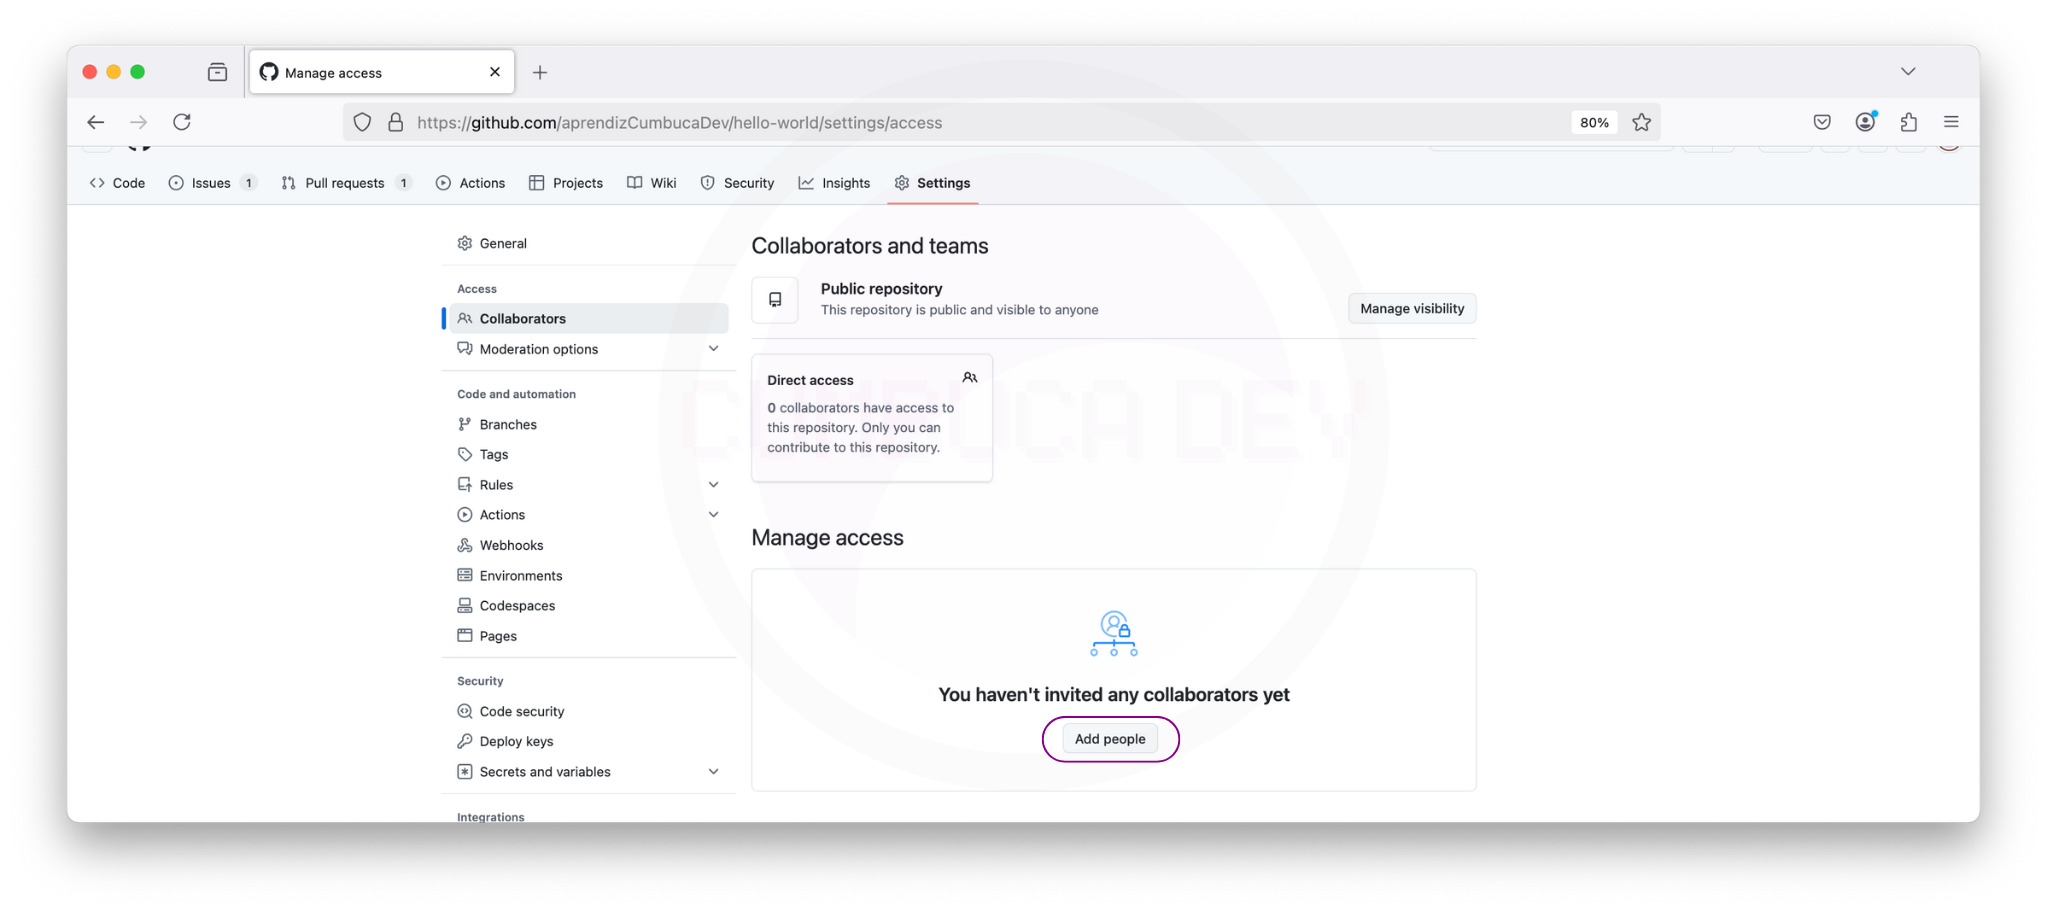 Manage access
https://github.com/aprendizCumbucaDev/hello-world/settings/access
80%
Code
Issues 1
Pull requests 1
Actions
Projects
Wiki
Security
Insights
Settings
General
Access
Collaborators
Moderation options
Code and automation
Branches
Tags
Rules
Actions
Webhooks
Environments
Codespaces
Pages
Security
Code security
Deploy keys
Secrets and variables
Integrations
Collaborators and teams
Public repository
This repository is public and visible to anyone
Manage visibility
Direct access
0 collaborators have access to
this repository. Only you can
contribute to this repository.
CUMBUCA DEV
Manage access
You haven't invited any collaborators yet
Add people